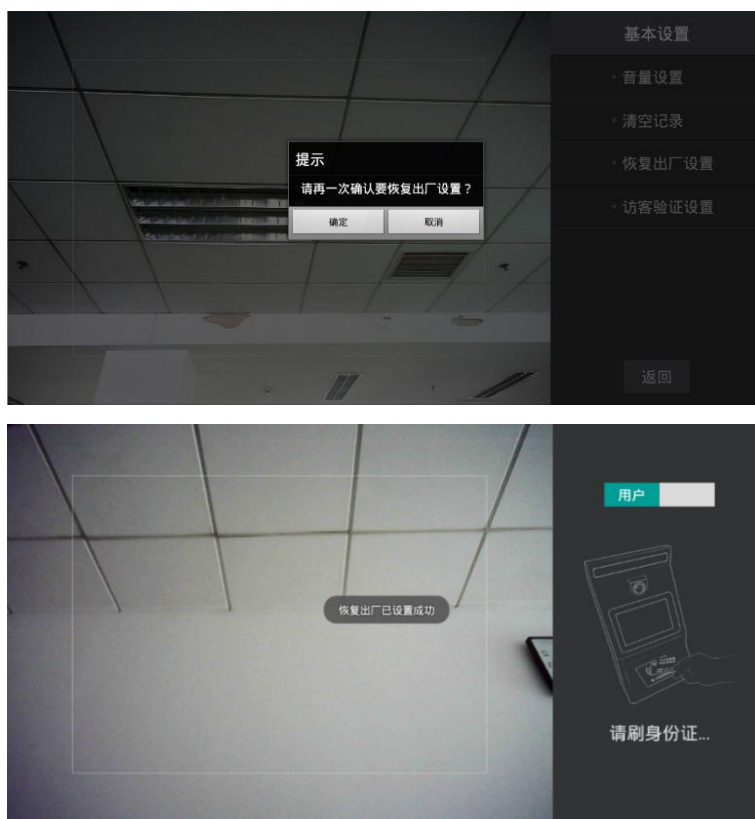 基本设置
· 音量设置
· 清空记录
· 恢复出厂设置
· 访客验证设置
提示
请再一次确认要恢复出厂设置？
确定 取消
返回
用户
恢复出厂已设置成功
请刷身份证...